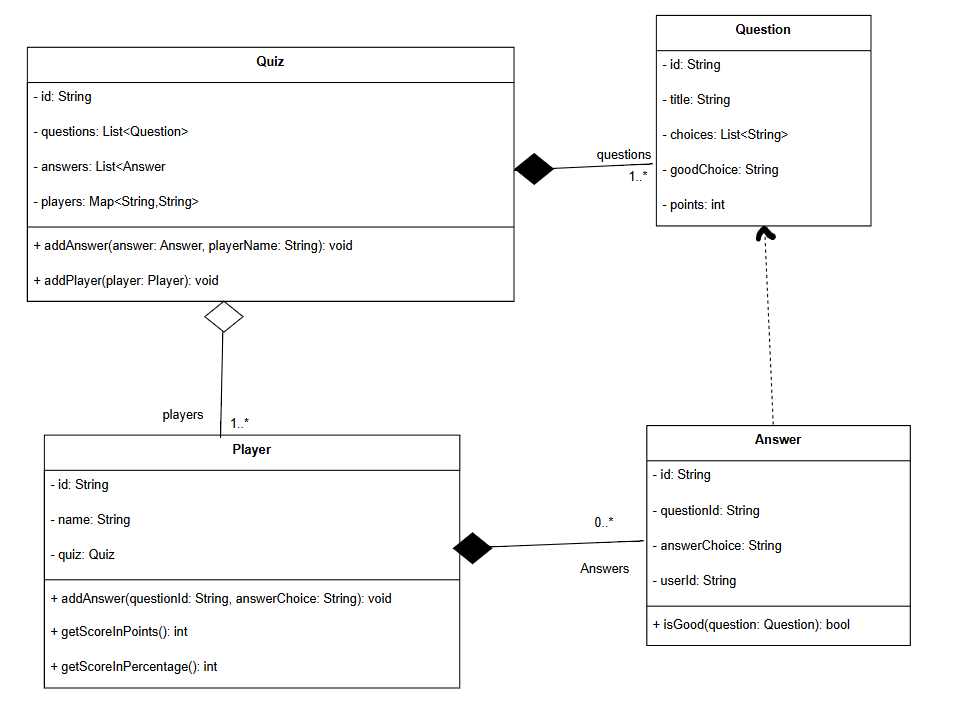 Quiz
- id: String
- questions: List<Question>
- answers: List<Answer
- players: Map<String,String>
+ addAnswer(answer: Answer, playerName: String): void
+ addPlayer(player: Player): void
Question
- id: String
- title: String
- choices: List<String>
- goodChoice: String
- points: int
questions
1..*
players
1..*
Player
- id: String
- name: String
- quiz: Quiz
+ addAnswer(questionId: String, answerChoice: String): void
+ getScoreInPoints(): int
+ getScoreInPercentage(): int
0..*
Answers
Answer
- id: String
- questionId: String
- answerChoice: String
- userId: String
+ isGood(question: Question): bool